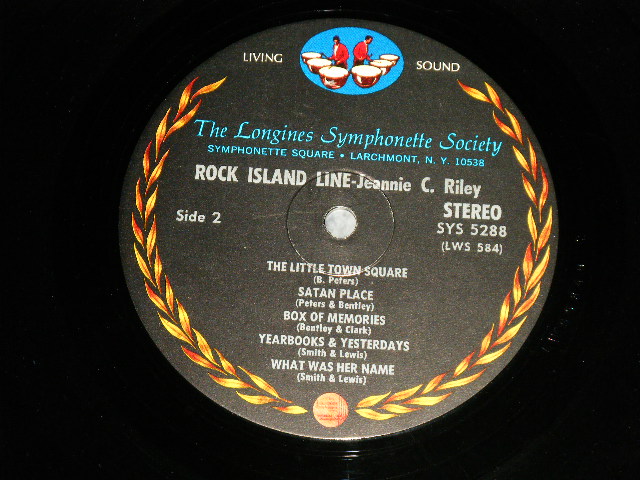 LIVING SOUND
The Longines Symphonette Society
SYMPHONETTE SQUARE • LARCHMONT, N. Y. 10538
ROCK ISLAND LINE-Jeannie C. Riley
Side 2
STEREO
SYS 5288
(LWS 584)
THE LITTLE TOWN SQUARE
(B. Peters)
SATAN PLACE
(Peters & Bentley)
BOX OF MEMORIES
(Bentley & Clark)
YEARBOOKS & YESTERDAYS
(Smith & Lewis)
WHAT WAS HER NAME
(Smith & Lewis)